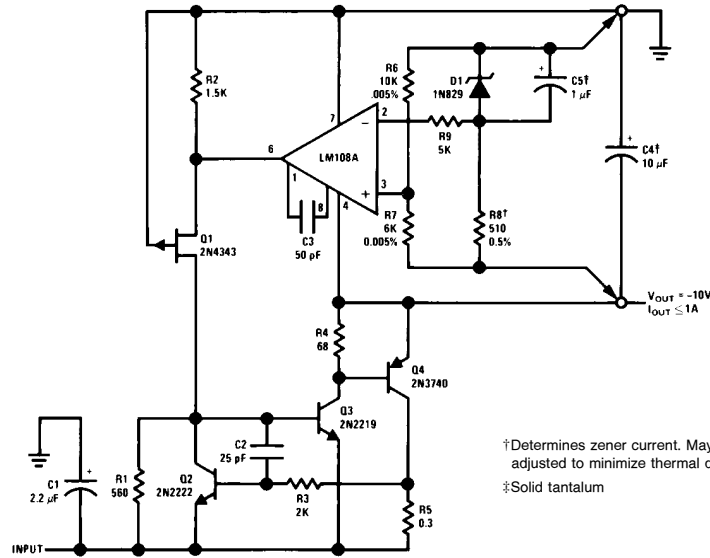 R2
1.5K
R6
10K
.005%
D1
1N829
C5‡
1 μF
C4‡
10 μF
7
6
LM108A
2
R9
5K
1
8
3
4
C3
50 pF
R7
6K
0.005%
R8†
510
0.5%
Q1
2N4343
VOUT = -10V
IOUT ≤ 1A
R4
68
Q4
2N3740
Q3
2N2219
C2
25 pF
C1
2.2 μF
R1
560
Q2
2N2222
R3
2K
R5
0.3
INPUT
†Determines zener current. May
adjusted to minimize thermal d
‡Solid tantalum